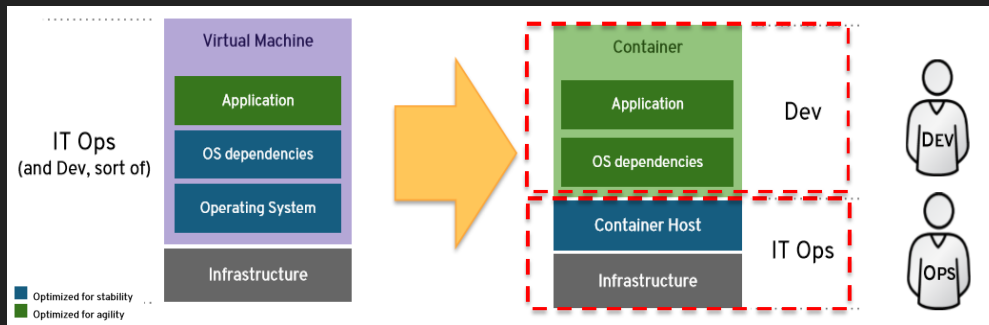 Virtual Machine
Application
OS dependencies
Operating System
Infrastructure
IT Ops
(and Dev, sort of)
Optimized for stability
Optimized for agility
Container
Application
OS dependencies
Container Host
Infrastructure
Dev
IT Ops
DEV
OPS